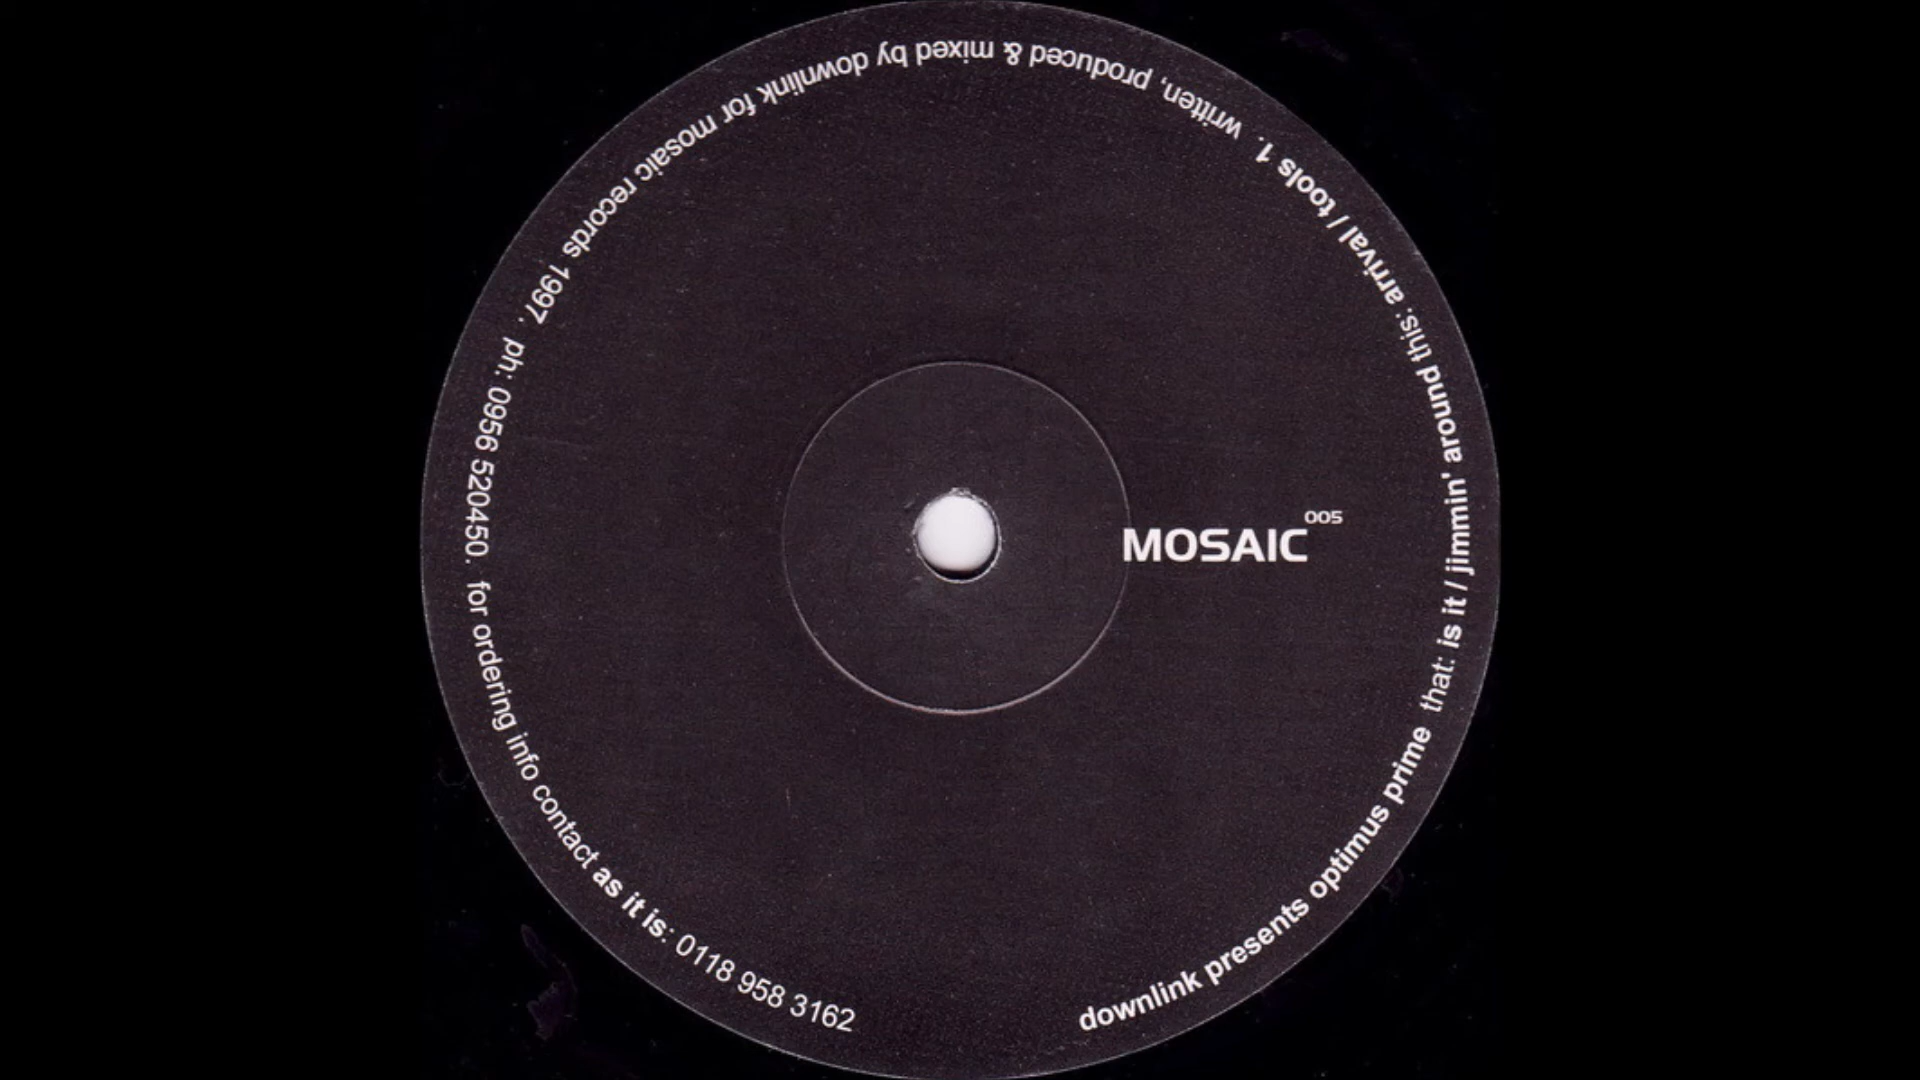 downlink presents optimus prime that: is it / jimmin' around this: arrival / tools 1. written, produced & mixed by downlink for mosaic records 1997. ph: 0956 520450. for ordering info contact as it is: 0118 958 3162
MOSAIC 005